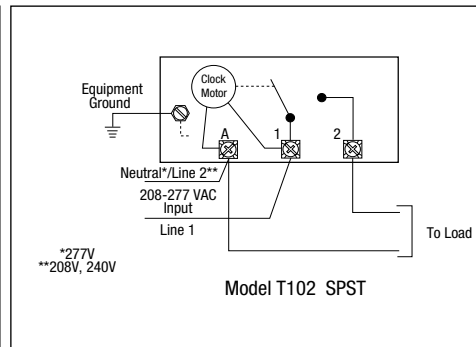 Clock
Motor
Equipment
Ground
A
1
2
Neutral*/Line 2**
208-277 VAC
Input
Line 1
To Load
*277V
**208V, 240V
Model T102 SPST